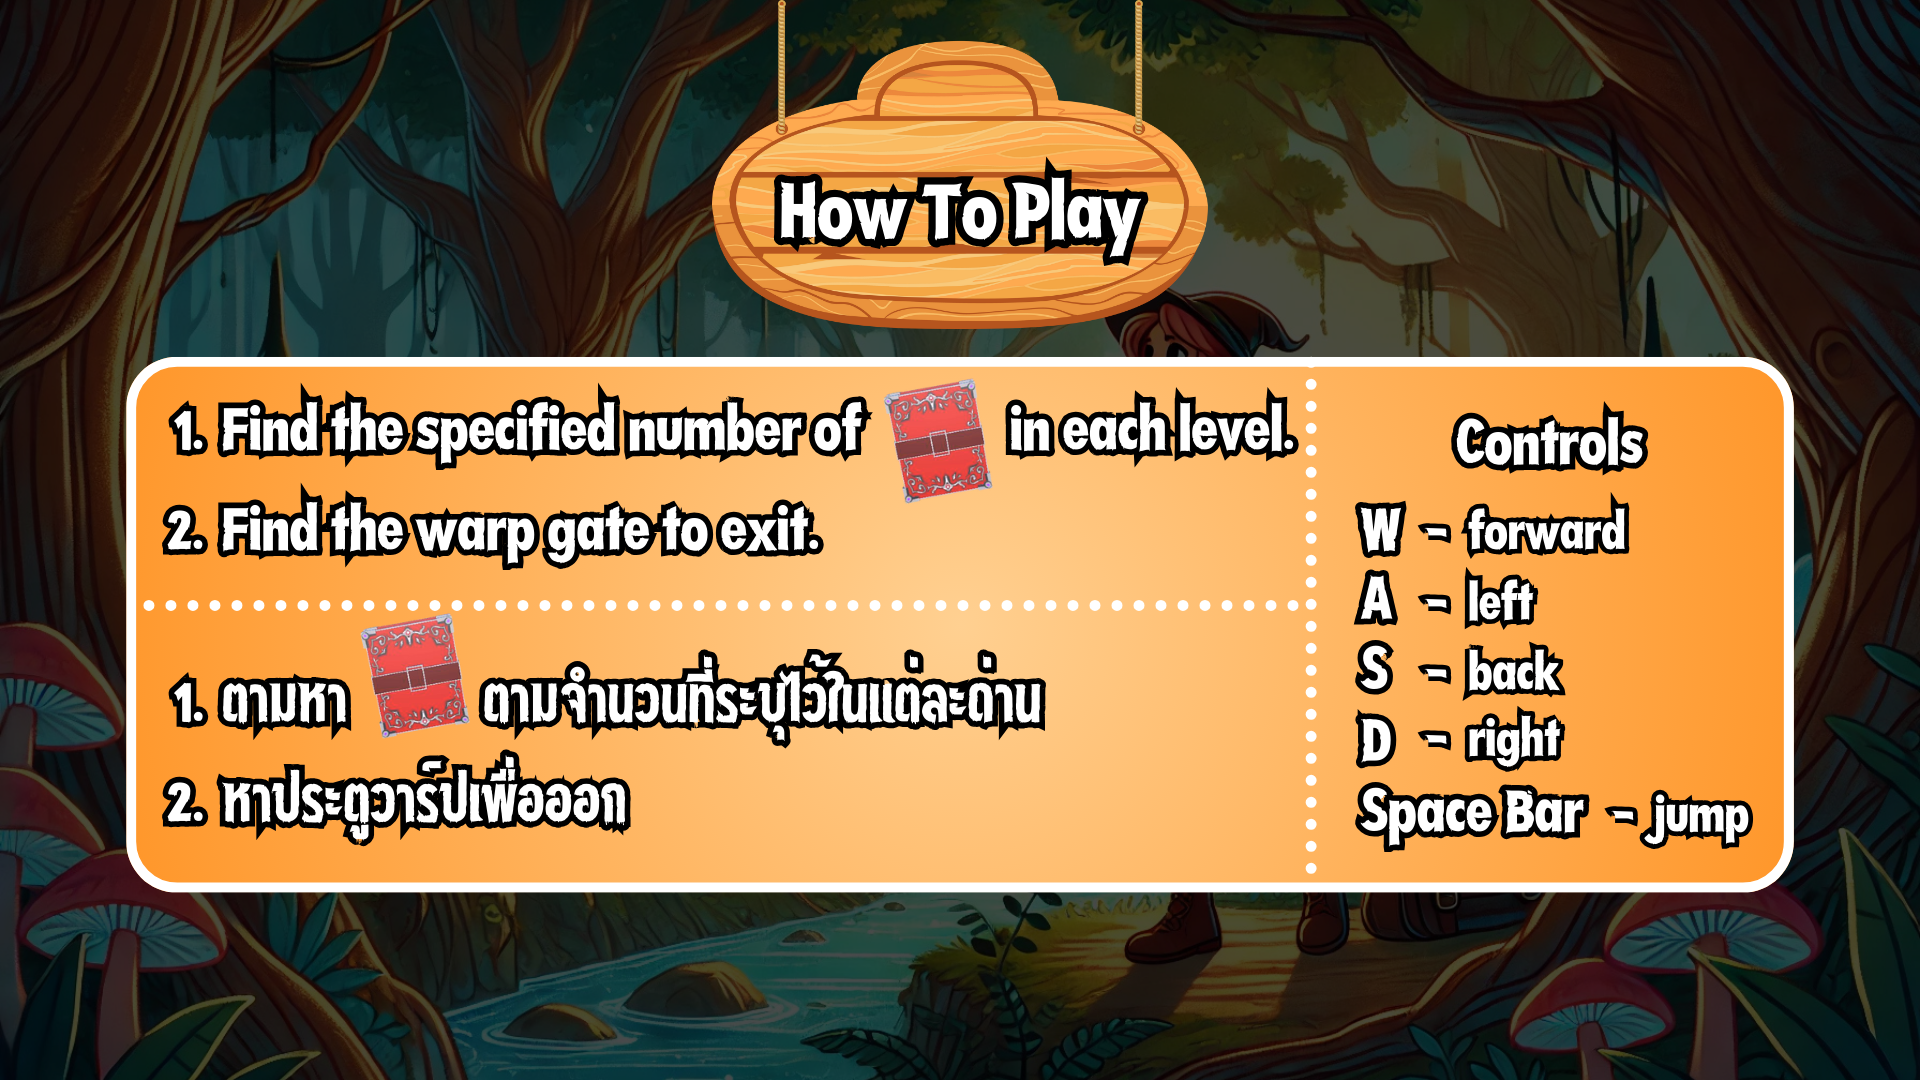 How To Play
1. Find the specified number of in each level.
2. Find the warp gate to exit.
1. ตามหา ตามจำนวนที่ระบุไว้ในแต่ละด่าน
2. หาประตูวาร์ปเพื่อออก
Controls
W - forward
A - left
S - back
D - right
Space Bar - jump